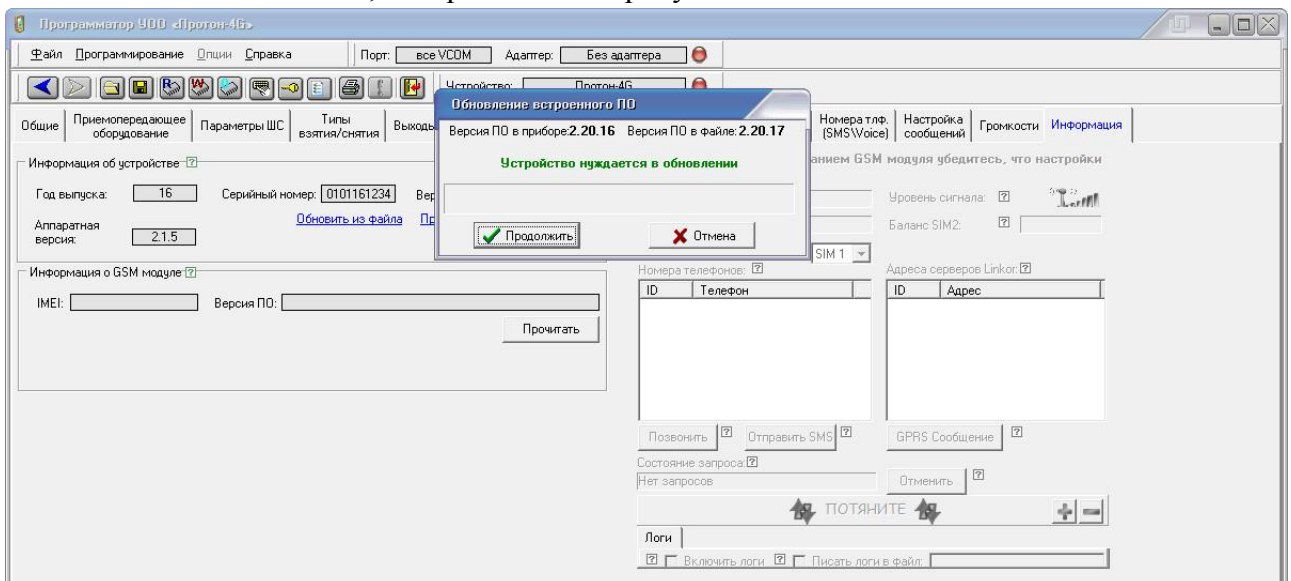 Программатор УОО «Протон-4G»
Файл Программирование Опции Справка Порт: все VCOM Адаптер: Без адаптера
Устройство: Протон-4G
Общие Приемопередающее оборудование Параметры ШС Типы взятия/снятия Выходы Номера тлф. (SMS\Voice) Настройка сообщений Громкости Информация
Обновление встроенного ПО
Версия ПО в приборе: 2.20.16 Версия ПО в файле: 2.20.17
Устройство нуждается в обновлении
Продолжить Отмена
Информация об устройстве
GSM модуля убедитесь, что настройки
Год выпуска: 16 Серийный номер: 0101161234 Вер
Уровень сигнала:
Аппаратная версия: 2.1.5 Обновить из файла Пр
Баланс SIM2:
SIM 1
Информация о GSM модуле
Номера телефонов: Адреса серверов Linkor:
ID Телефон ID Адрес
IMEI: Версия ПО:
Прочитать
Позвонить Отправить SMS GPRS Сообщение
Состояние запроса:
Нет запросов Отменить
ПОТЯНИТЕ
Логи
Включить логи Писать логи в файл: